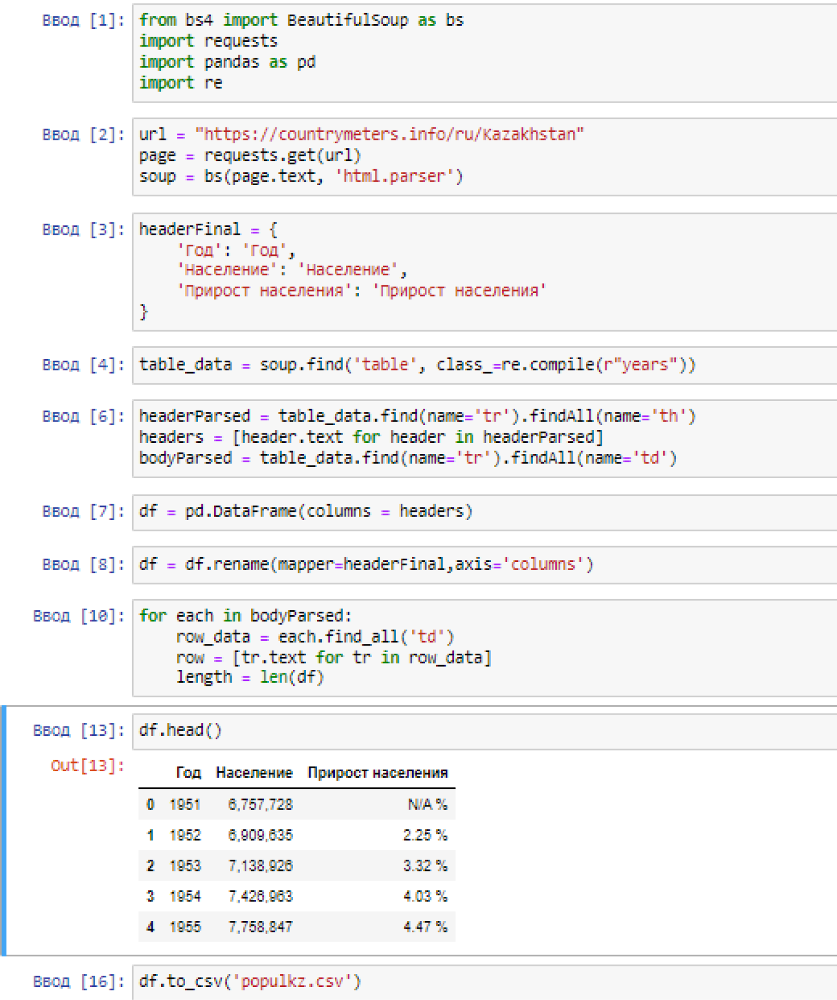 Ввод [1]: from bs4 import BeautifulSoup as bs
import requests
import pandas as pd
import re
Ввод [2]: url = "https://countrymeters.info/ru/Kazakhstan"
page = requests.get(url)
soup = bs(page.text, 'html.parser')
Ввод [3]: headerFinal = {
'Год': 'Год',
'Население': 'Население',
'Прирост населения': 'Прирост населения'
}
Ввод [4]: table_data = soup.find('table', class_=re.compile(r"years"))
Ввод [6]: headerParsed = table_data.find(name='tr').findAll(name='th')
headers = [header.text for header in headerParsed]
bodyParsed = table_data.find(name='tr').findAll(name='td')
Ввод [7]: df = pd.DataFrame(columns = headers)
Ввод [8]: df = df.rename(mapper=headerFinal,axis='columns')
Ввод [10]: for each in bodyParsed:
row_data = each.find_all('td')
row = [tr.text for tr in row_data]
length = len(df)
Ввод [13]: df.head()
Out[13]:
Год Население Прирост населения
0 1951 6,757,728 N/A %
1 1952 6,909,635 2.25 %
2 1953 7,138,926 3.32 %
3 1954 7,426,963 4.03 %
4 1955 7,758,847 4.47 %
Ввод [16]: df.to_csv('populkz.csv')